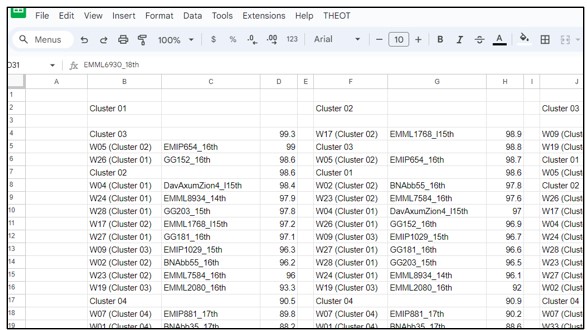 File Edit View Insert Format Data Tools Extensions Help THEOT
Menus 100% $ % .0 .00 123 Arial - 10 + B I S A
D31 fx EMML6930_18th
A B C D E F G H I J
1
2 Cluster 01 Cluster 02 Cluster 03
3
4 Cluster 03 99.3 W17 (Cluster 02) EMML1768_l15th 98.9 W09 (Clust
5 W05 (Cluster 02) EMIP654_16th 99 Cluster 03 98.8 W19 (Clust
6 W26 (Cluster 01) GG152_16th 98.6 W05 (Cluster 02) EMIP654_16th 98.7 Cluster 01
7 Cluster 02 98.6 Cluster 01 98.6 W05 (Clust
8 W04 (Cluster 01) DavAxumZion4_l15th 98.4 W02 (Cluster 01) BNAbb55_16th 97.8 Cluster 02
9 W24 (Cluster 01) EMML8934_14th 97.9 W23 (Cluster 02) EMML7584_16th 97.6 W26 (Clust
10 W28 (Cluster 01) GG203_15th 97.8 W04 (Cluster 01) DavAxumZion4_l15th 97 W17 (Clust
11 W17 (Cluster 02) EMML1768_l15th 97.2 W26 (Cluster 01) GG152_16th 96.9 W04 (Clust
12 W27 (Cluster 01) GG181_16th 97.1 W09 (Cluster 03) EMIP1029_16th 96.7 W24 (Clust
13 W09 (Cluster 03) EMIP1029_15th 96.3 W27 (Cluster 01) GG181_16th 96.6 W28 (Clust
14 W02 (Cluster 02) BNAbb55_16th 96.2 W28 (Cluster 01) GG203_15th 96.5 W23 (Clust
15 W23 (Cluster 02) EMML7584_16th 96 W24 (Cluster 01) EMML8934_14th 96.1 W27 (Clust
16 W19 (Cluster 03) EMML2080_16th 93.3 W19 (Cluster 03) EMML2080_16th 92 W02 (Clust
17 Cluster 04 90.5 Cluster 04 90.9 Cluster 04
18 W07 (Cluster 04) EMIP881_17th 89.8 W07 (Cluster 04) EMIP881_17th 90.2 W07 (Clust
19 W01 (Cluster 04) BNAbb35_17th 88.2 W01 (Cluster 04) BNAbb35_17th 88.6 W33 (Clust